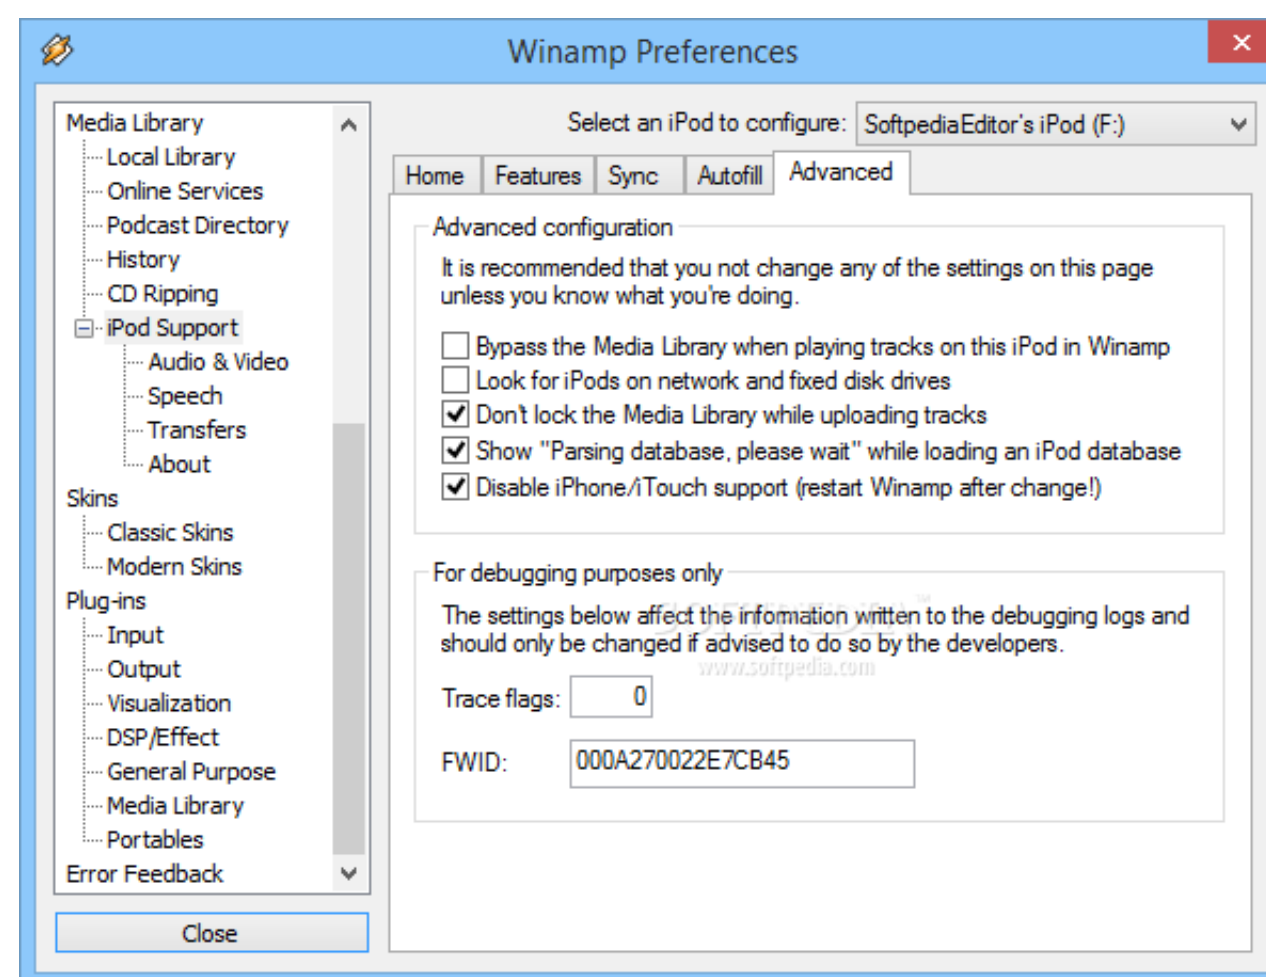 Winamp Preferences
Media Library
Local Library
Online Services
Podcast Directory
History
CD Ripping
iPod Support
Audio & Video
Speech
Transfers
About
Skins
Classic Skins
Modern Skins
Plug-ins
Input
Output
Visualization
DSP/Effect
General Purpose
Media Library
Portables
Error Feedback
Close
Select an iPod to configure: SoftpediaEditor's iPod (F:)
Home Features Sync Autofill Advanced
Advanced configuration
It is recommended that you not change any of the settings on this page
unless you know what you're doing.
Bypass the Media Library when playing tracks on this iPod in Winamp
Look for iPods on network and fixed disk drives
Don't lock the Media Library while uploading tracks
Show "Parsing database, please wait" while loading an iPod database
Disable iPhone/iTouch support (restart Winamp after change!)
For debugging purposes only
The settings below affect the information written to the debugging logs and
should only be changed if advised to do so by the developers.
SOFTPEDIA™
www.softpedia.com
Trace flags: 0
FWID: 000A270022E7CB45